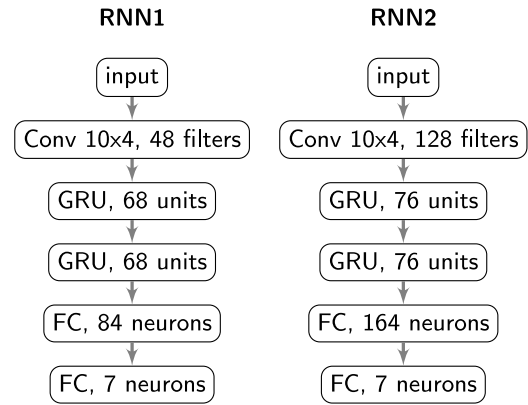 RNN1
input
Conv 10x4, 48 filters
GRU, 68 units
GRU, 68 units
FC, 84 neurons
FC, 7 neurons
RNN2
input
Conv 10x4, 128 filters
GRU, 76 units
GRU, 76 units
FC, 164 neurons
FC, 7 neurons